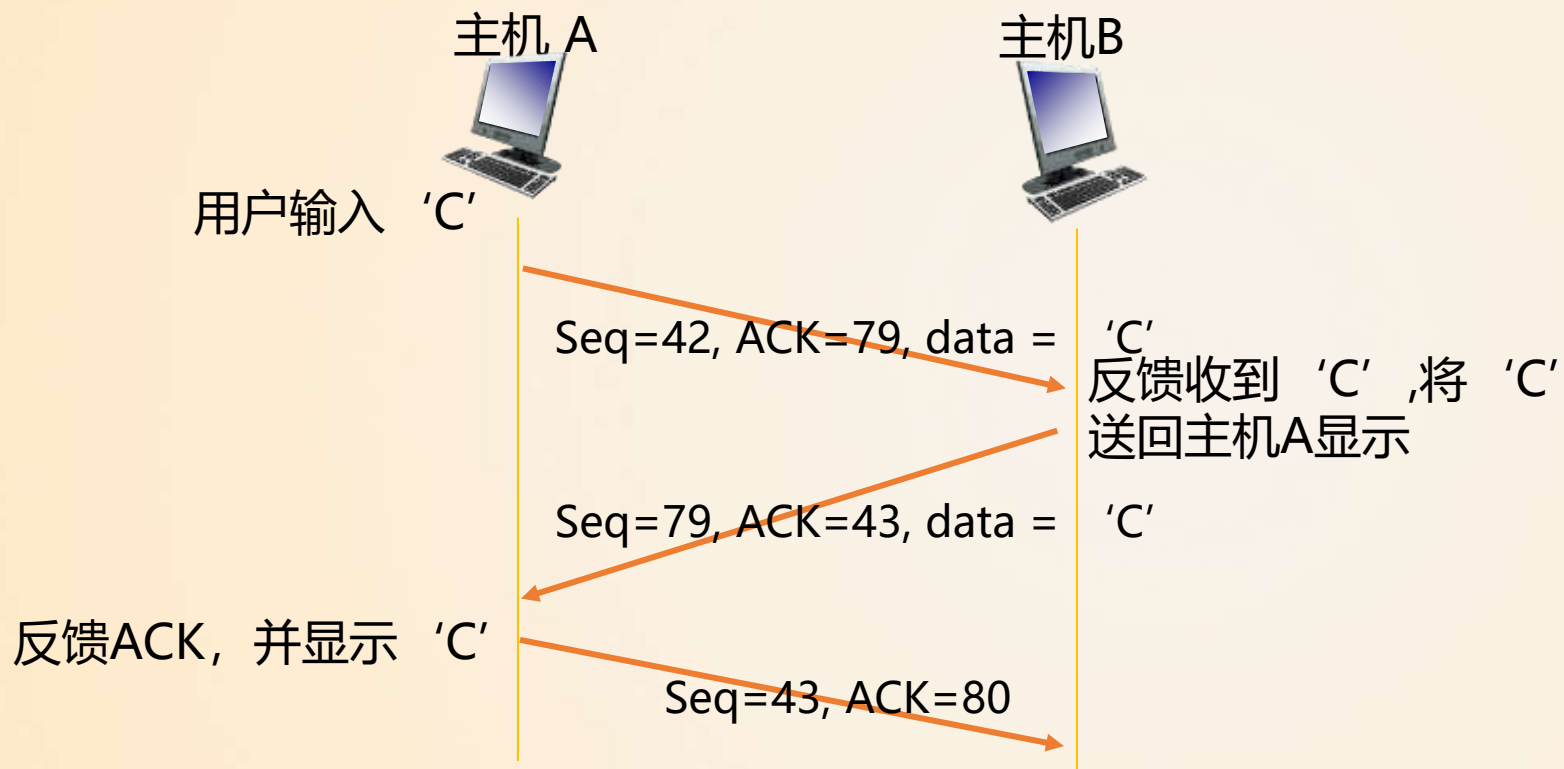 主机 A
主机B
用户输入 ‘C’
Seq=42, ACK=79, data = ‘C’
反馈收到 ‘C’ ,将 ‘C’
送回主机A显示
Seq=79, ACK=43, data = ‘C’
反馈ACK，并显示 ‘C’
Seq=43, ACK=80